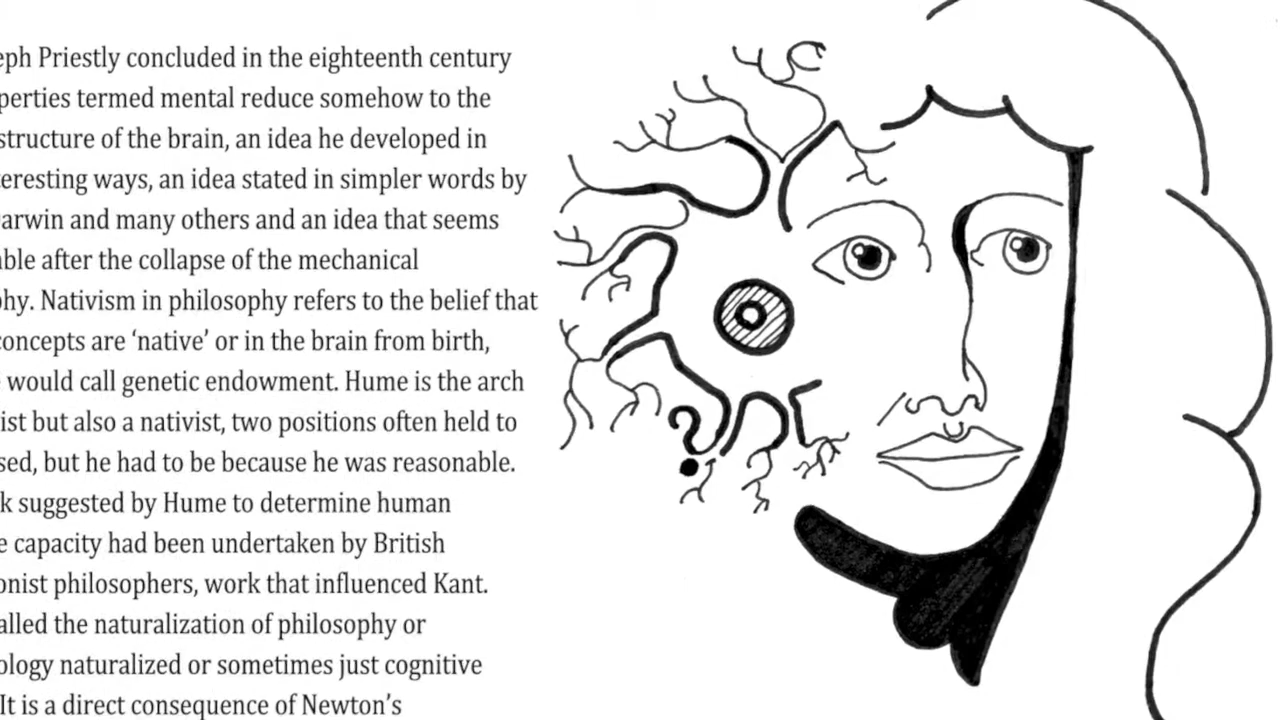 eph Priestly concluded in the eighteenth century
perties termed mental reduce somehow to the
structure of the brain, an idea he developed in
teresting ways, an idea stated in simpler words by
arwin and many others and an idea that seems
ble after the collapse of the mechanical
phy. Nativism in philosophy refers to the belief that
concepts are ‘native’ or in the brain from birth,
would call genetic endowment. Hume is the arch
ist but also a nativist, two positions often held to
sed, but he had to be because he was reasonable.
k suggested by Hume to determine human
e capacity had been undertaken by British
onist philosophers, work that influenced Kant.
alled the naturalization of philosophy or
ology naturalized or sometimes just cognitive
It is a direct consequence of Newton’s
?